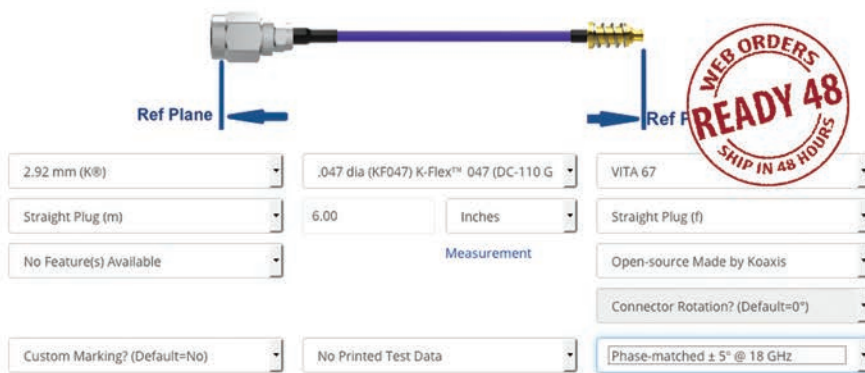 WEB ORDERS
READY 48
SHIP IN 48 HOURS
Ref Plane
Ref
2.92 mm (K®)
.047 dia (KF047) K-Flex™ 047 (DC-110 G
VITA 67
Straight Plug (m)
6.00
Inches
Straight Plug (f)
No Feature(s) Available
Measurement
Open-source Made by Koaxis
Connector Rotation? (Default=0°)
Custom Marking? (Default=No)
No Printed Test Data
Phase-matched ± 5° @ 18 GHz